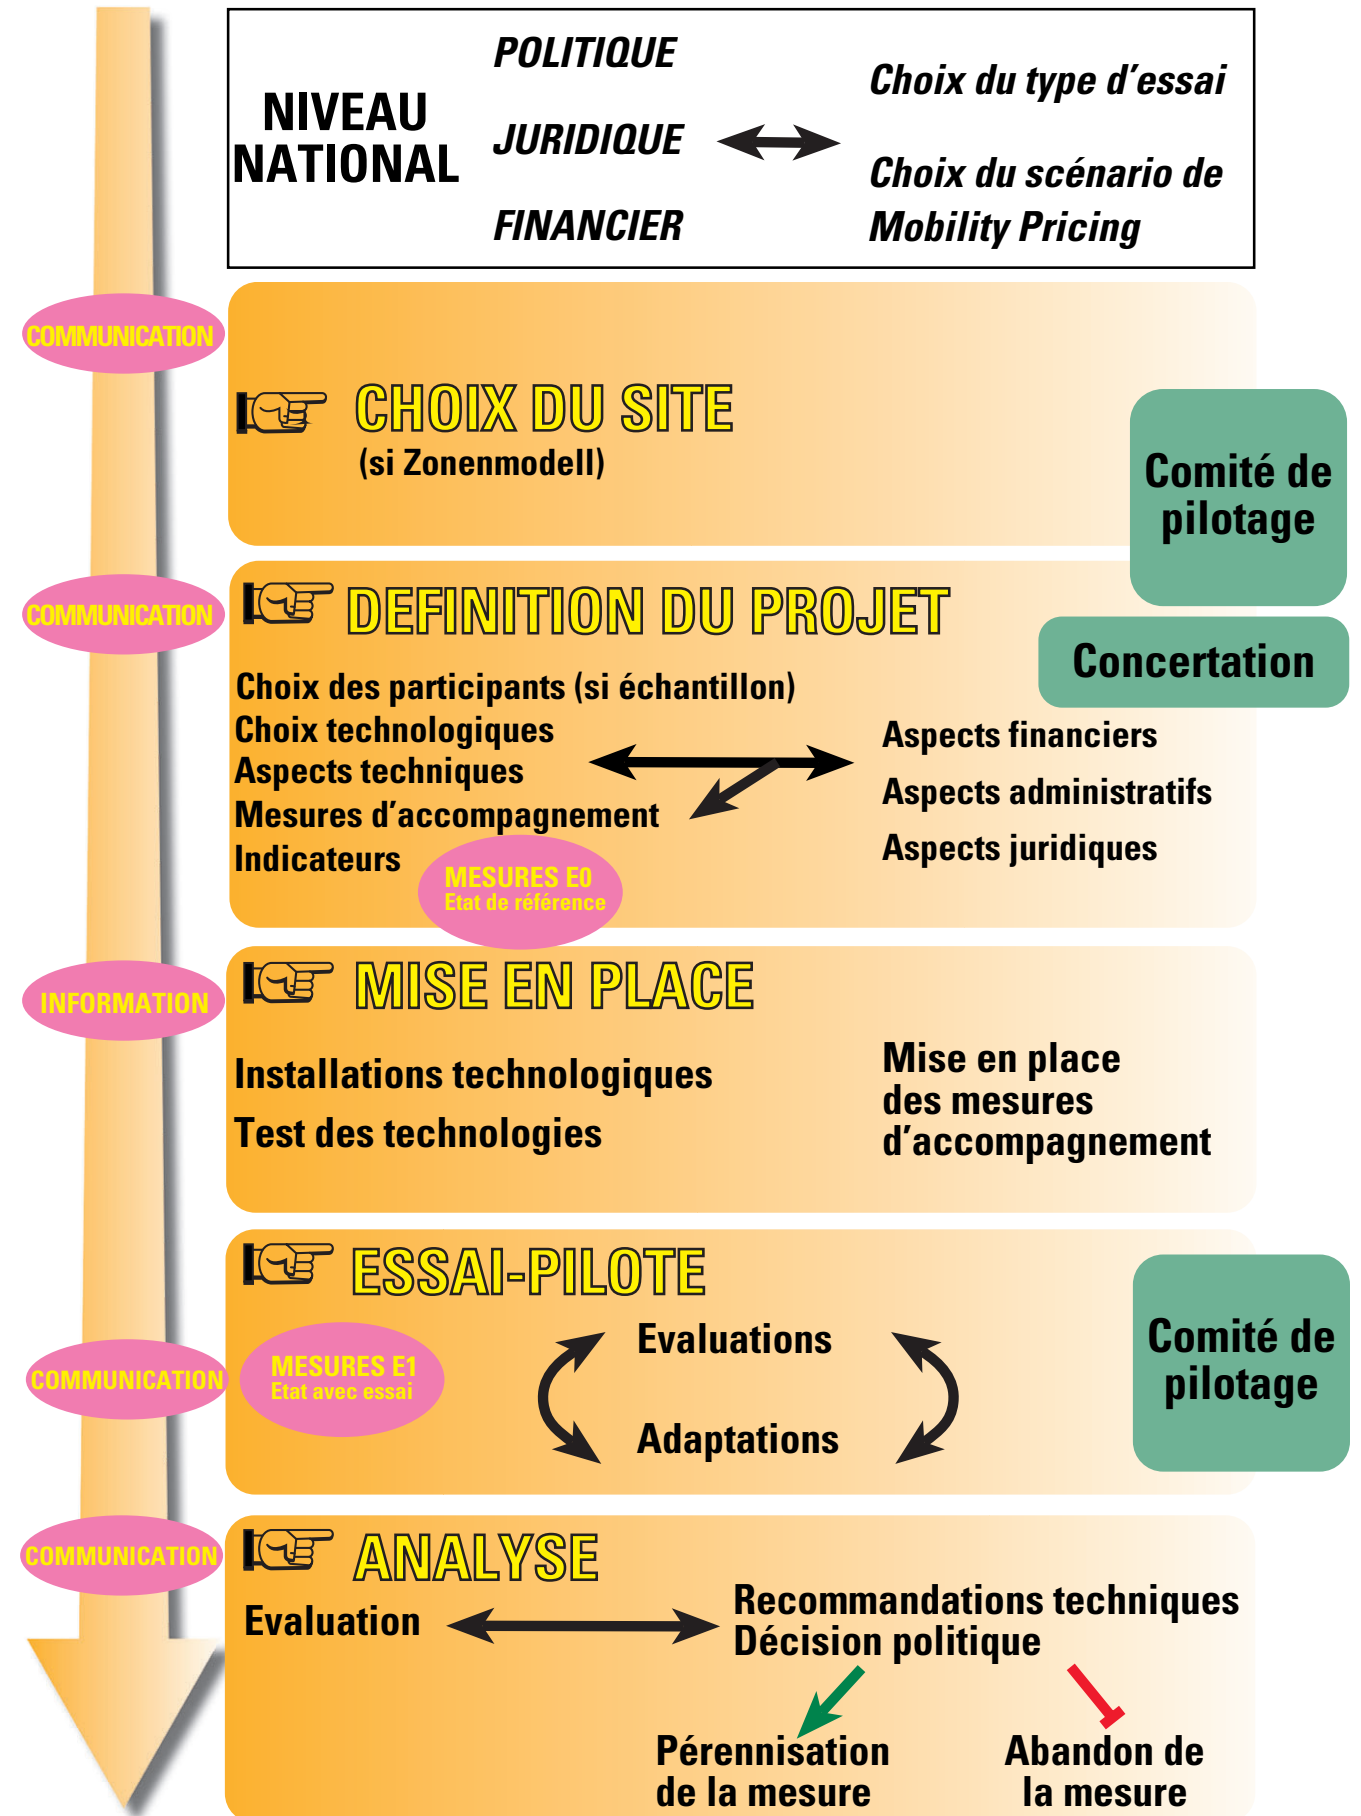 NIVEAU
NATIONAL
POLITIQUE
JURIDIQUE
FINANCIER
Choix du type d’essai
Choix du scénario de
Mobility Pricing
COMMUNICATION
CHOIX DU SITE
(si Zonenmodell)
Comité de
pilotage
COMMUNICATION
DEFINITION DU PROJET
Concertation
Choix des participants (si échantillon)
Choix technologiques
Aspects techniques
Mesures d’accompagnement
Indicateurs
Aspects financiers
Aspects administratifs
Aspects juridiques
MESURES E0
Etat de référence
INFORMATION
MISE EN PLACE
Installations technologiques
Test des technologies
Mise en place
des mesures
d’accompagnement
ESSAI-PILOTE
COMMUNICATION
MESURES E1
Etat avec essai
Evaluations
Adaptations
Comité de
pilotage
COMMUNICATION
ANALYSE
Evaluation
Recommandations techniques
Décision politique
Pérennisation
de la mesure
Abandon de
la mesure